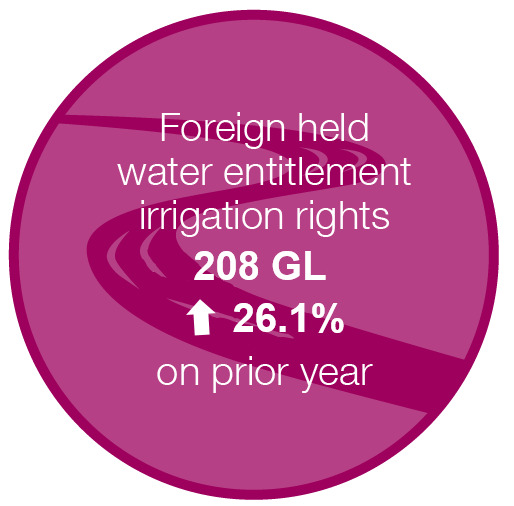 Foreign held
water entitlement
irrigation rights
208 GL
⬆ 26.1%
on prior year